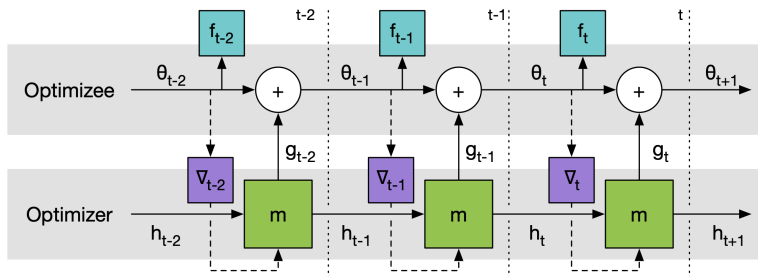 t-2 t-1 t
f_{t-2} f_{t-1} f_t
Optimizee θ_{t-2} + θ_{t-1} + θ_t + θ_{t+1}
g_{t-2} g_{t-1} g_t
∇_{t-2} ∇_{t-1} ∇_t
Optimizer m m m
h_{t-2} h_{t-1} h_t h_{t+1}